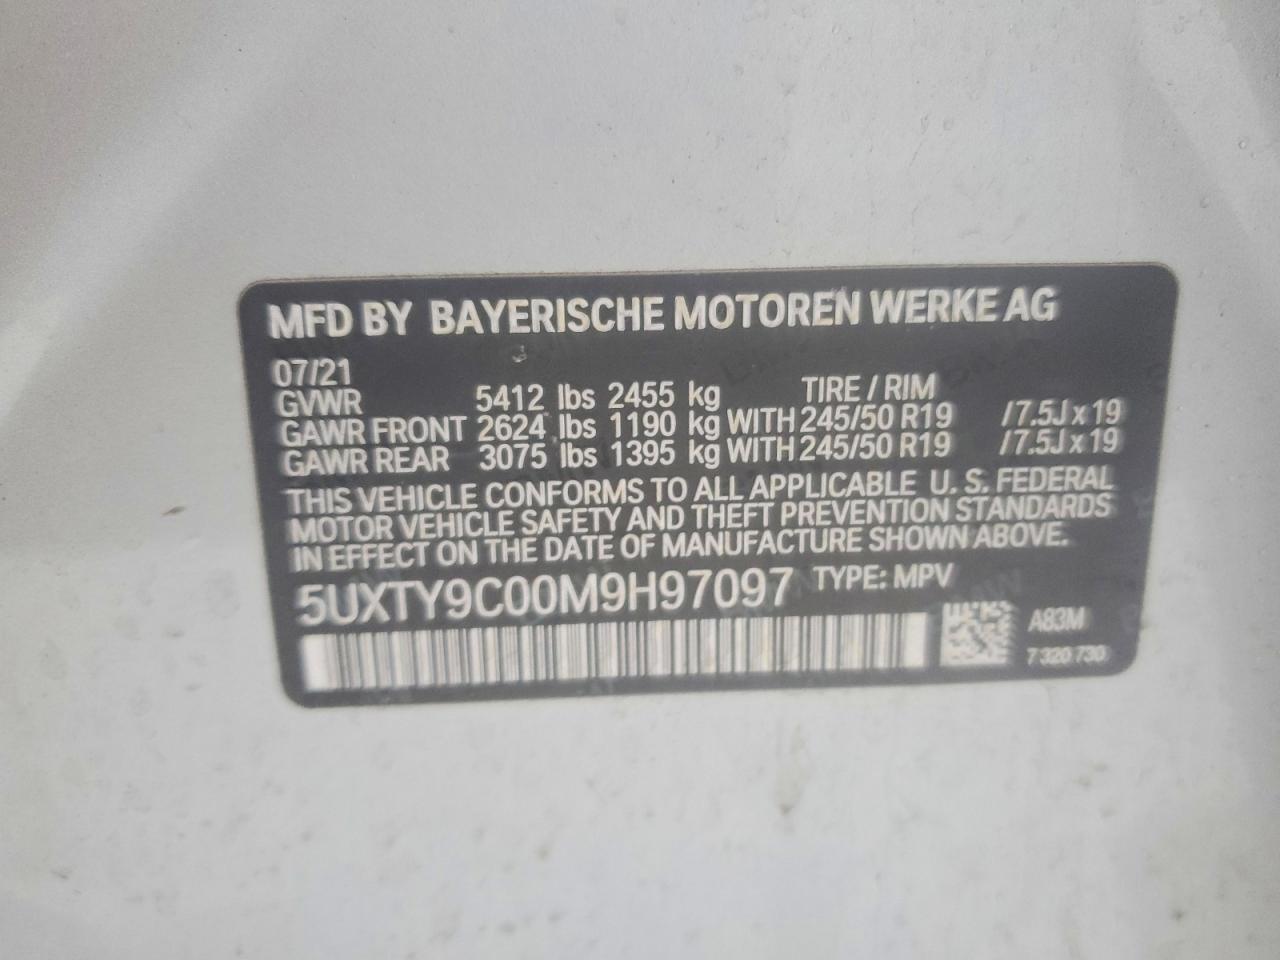 MFD BY BAYERISCHE MOTOREN WERKE AG
07/21
GVWR 5412 lbs 2455 kg TIRE / RIM
GAWR FRONT 2624 lbs 1190 kg WITH 245/50 R19 / 7.5J x 19
GAWR REAR 3075 lbs 1395 kg WITH 245/50 R19 / 7.5J x 19
THIS VEHICLE CONFORMS TO ALL APPLICABLE U. S. FEDERAL
MOTOR VEHICLE SAFETY AND THEFT PREVENTION STANDARDS
IN EFFECT ON THE DATE OF MANUFACTURE SHOWN ABOVE.
5UXTY9C00M9H97097 TYPE: MPV
A83M
7 320 730